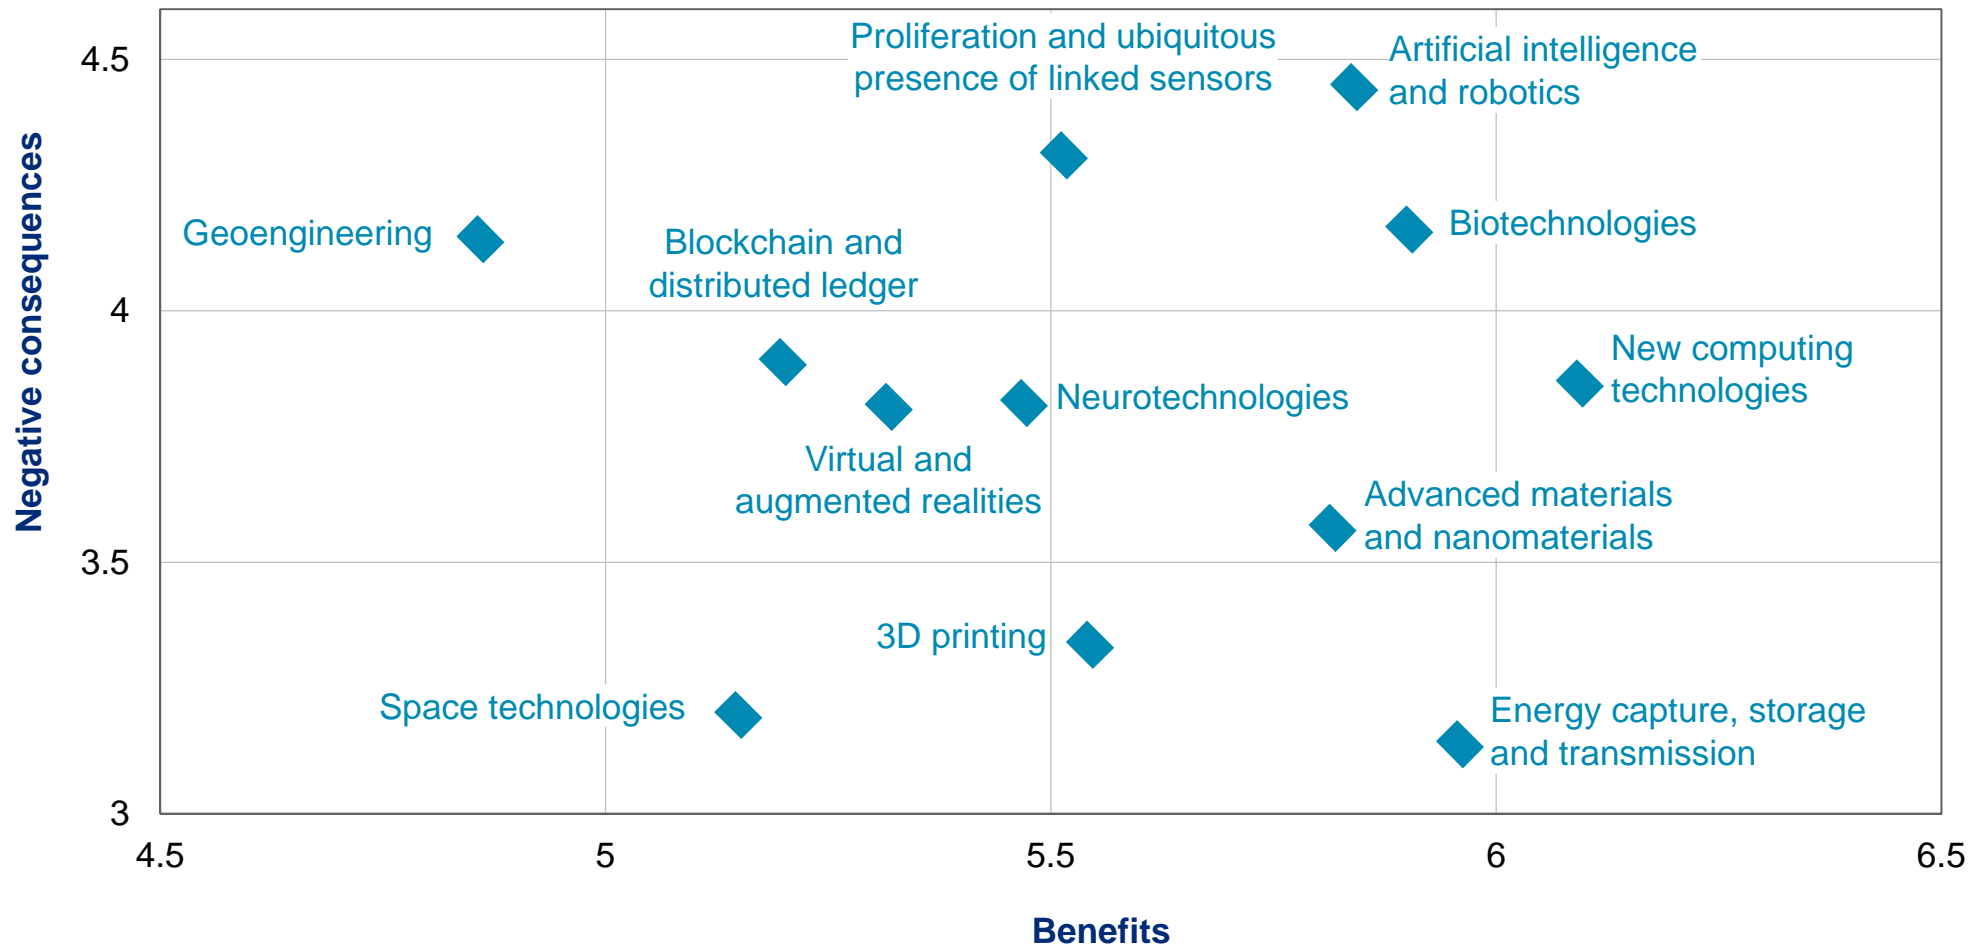 Negative consequences
4.5
4
3.5
3
Proliferation and ubiquitous
presence of linked sensors
Artificial intelligence
and robotics
Geoengineering
Blockchain and
distributed ledger
Biotechnologies
New computing
technologies
Neurotechnologies
Virtual and
augmented realities
Advanced materials
and nanomaterials
3D printing
Space technologies
Energy capture, storage
and transmission
4.5
5
5.5
6
6.5
Benefits